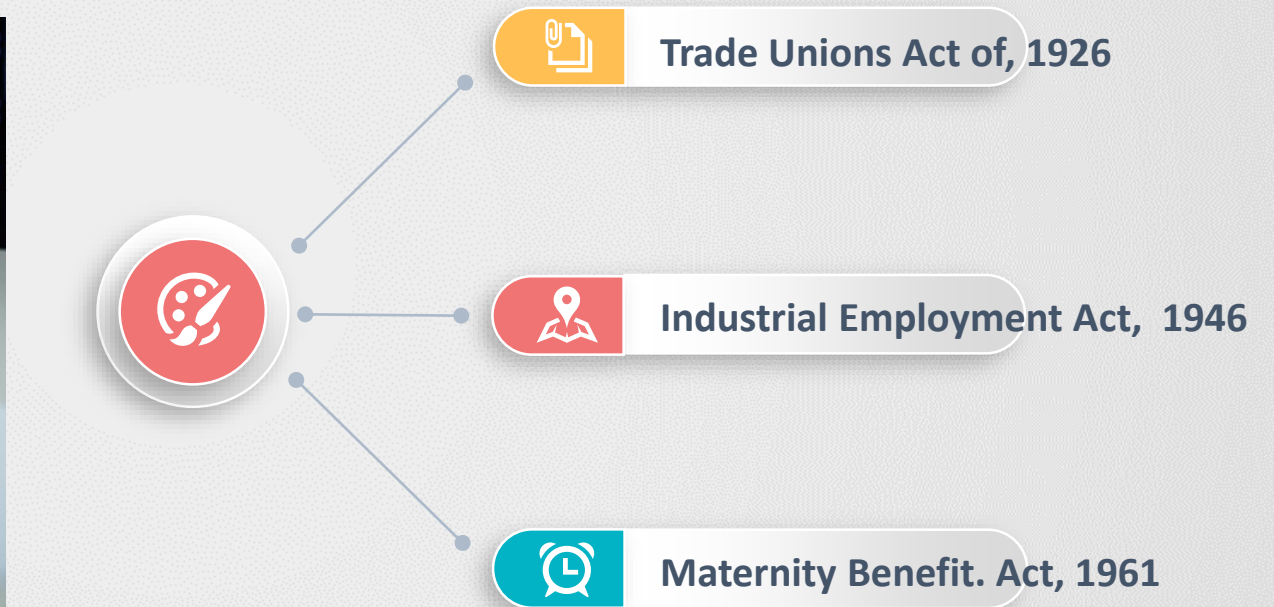 Trade Unions Act of, 1926
Industrial Employment Act,  1946
Maternity Benefit. Act, 1961